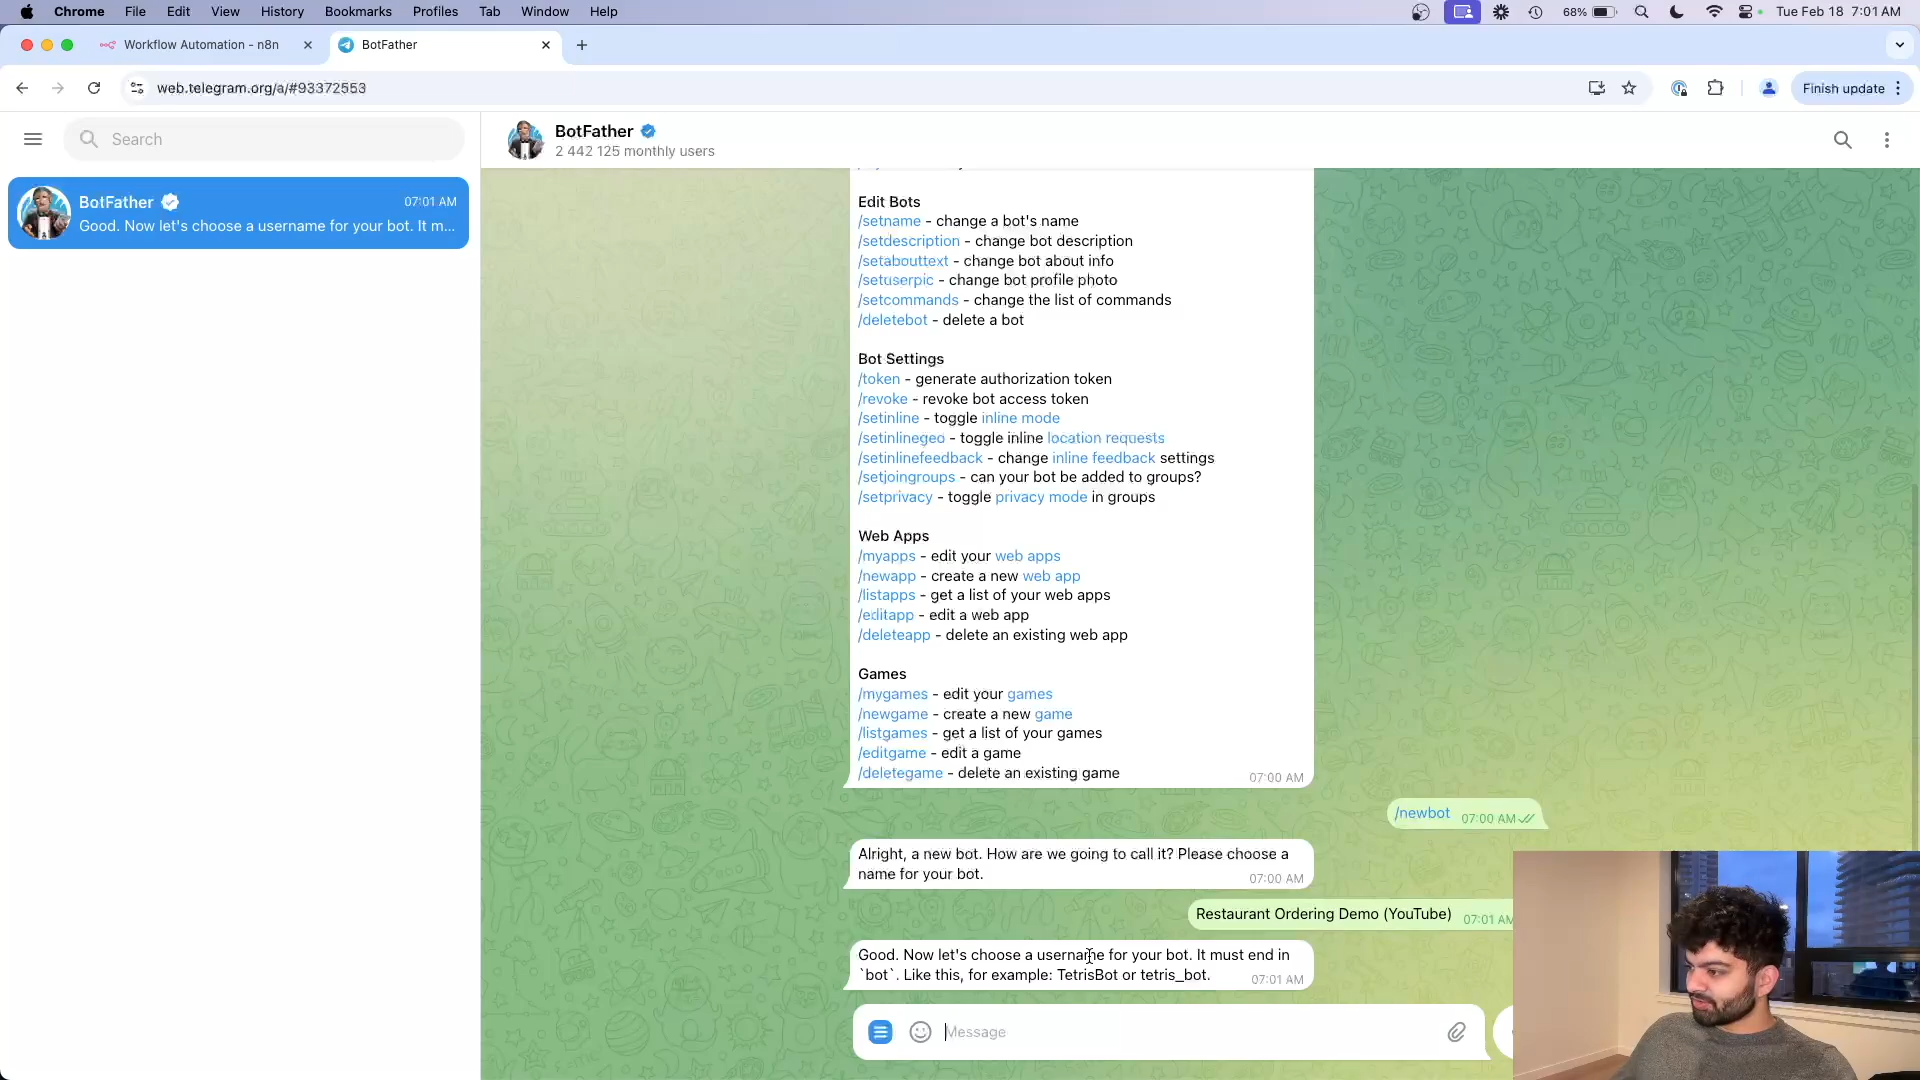 Chrome File Edit View History Bookmarks Profiles Tab Window Help 68% Tue Feb 18 7:01 AM
Workflow Automation - n8n
BotFather
web.telegram.org/a/#93372553
Finish update
Search
BotFather
2 442 125 monthly users
BotFather 07:01 AM
Good. Now let's choose a username for your bot. It m...
Edit Bots
/setname - change a bot's name
/setdescription - change bot description
/setabouttext - change bot about info
/setuserpic - change bot profile photo
/setcommands - change the list of commands
/deletebot - delete a bot
Bot Settings
/token - generate authorization token
/revoke - revoke bot access token
/setinline - toggle inline mode
/setinlinegeo - toggle inline location requests
/setinlinefeedback - change inline feedback settings
/setjoingroups - can your bot be added to groups?
/setprivacy - toggle privacy mode in groups
Web Apps
/myapps - edit your web apps
/newapp - create a new web app
/listapps - get a list of your web apps
/editapp - edit a web app
/deleteapp - delete an existing web app
Games
/mygames - edit your games
/newgame - create a new game
/listgames - get a list of your games
/editgame - edit a game
/deletegame - delete an existing game
07:00 AM
/newbot 07:00 AM
Alright, a new bot. How are we going to call it? Please choose a
name for your bot.
07:00 AM
Restaurant Ordering Demo (YouTube) 07:01 AM
Good. Now let's choose a username for your bot. It must end in
`bot`. Like this, for example: TetrisBot or tetris_bot.
07:01 AM
Message